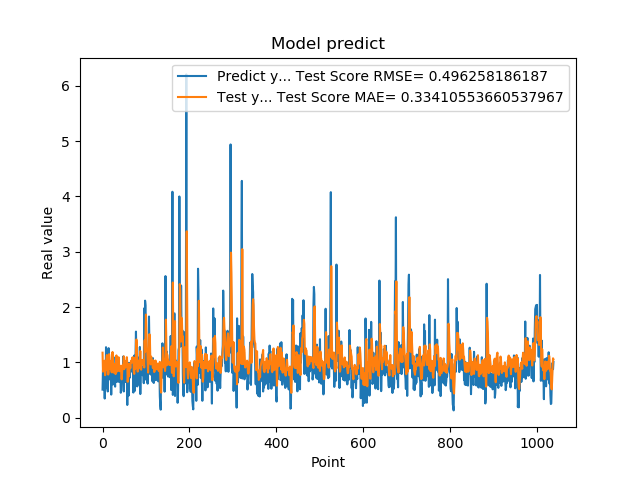 Model predict
Predict y... Test Score RMSE= 0.496258186187
Test y... Test Score MAE= 0.33410553660537967
Real value
6
5
4
3
2
1
0
0 200 400 600 800 1000
Point